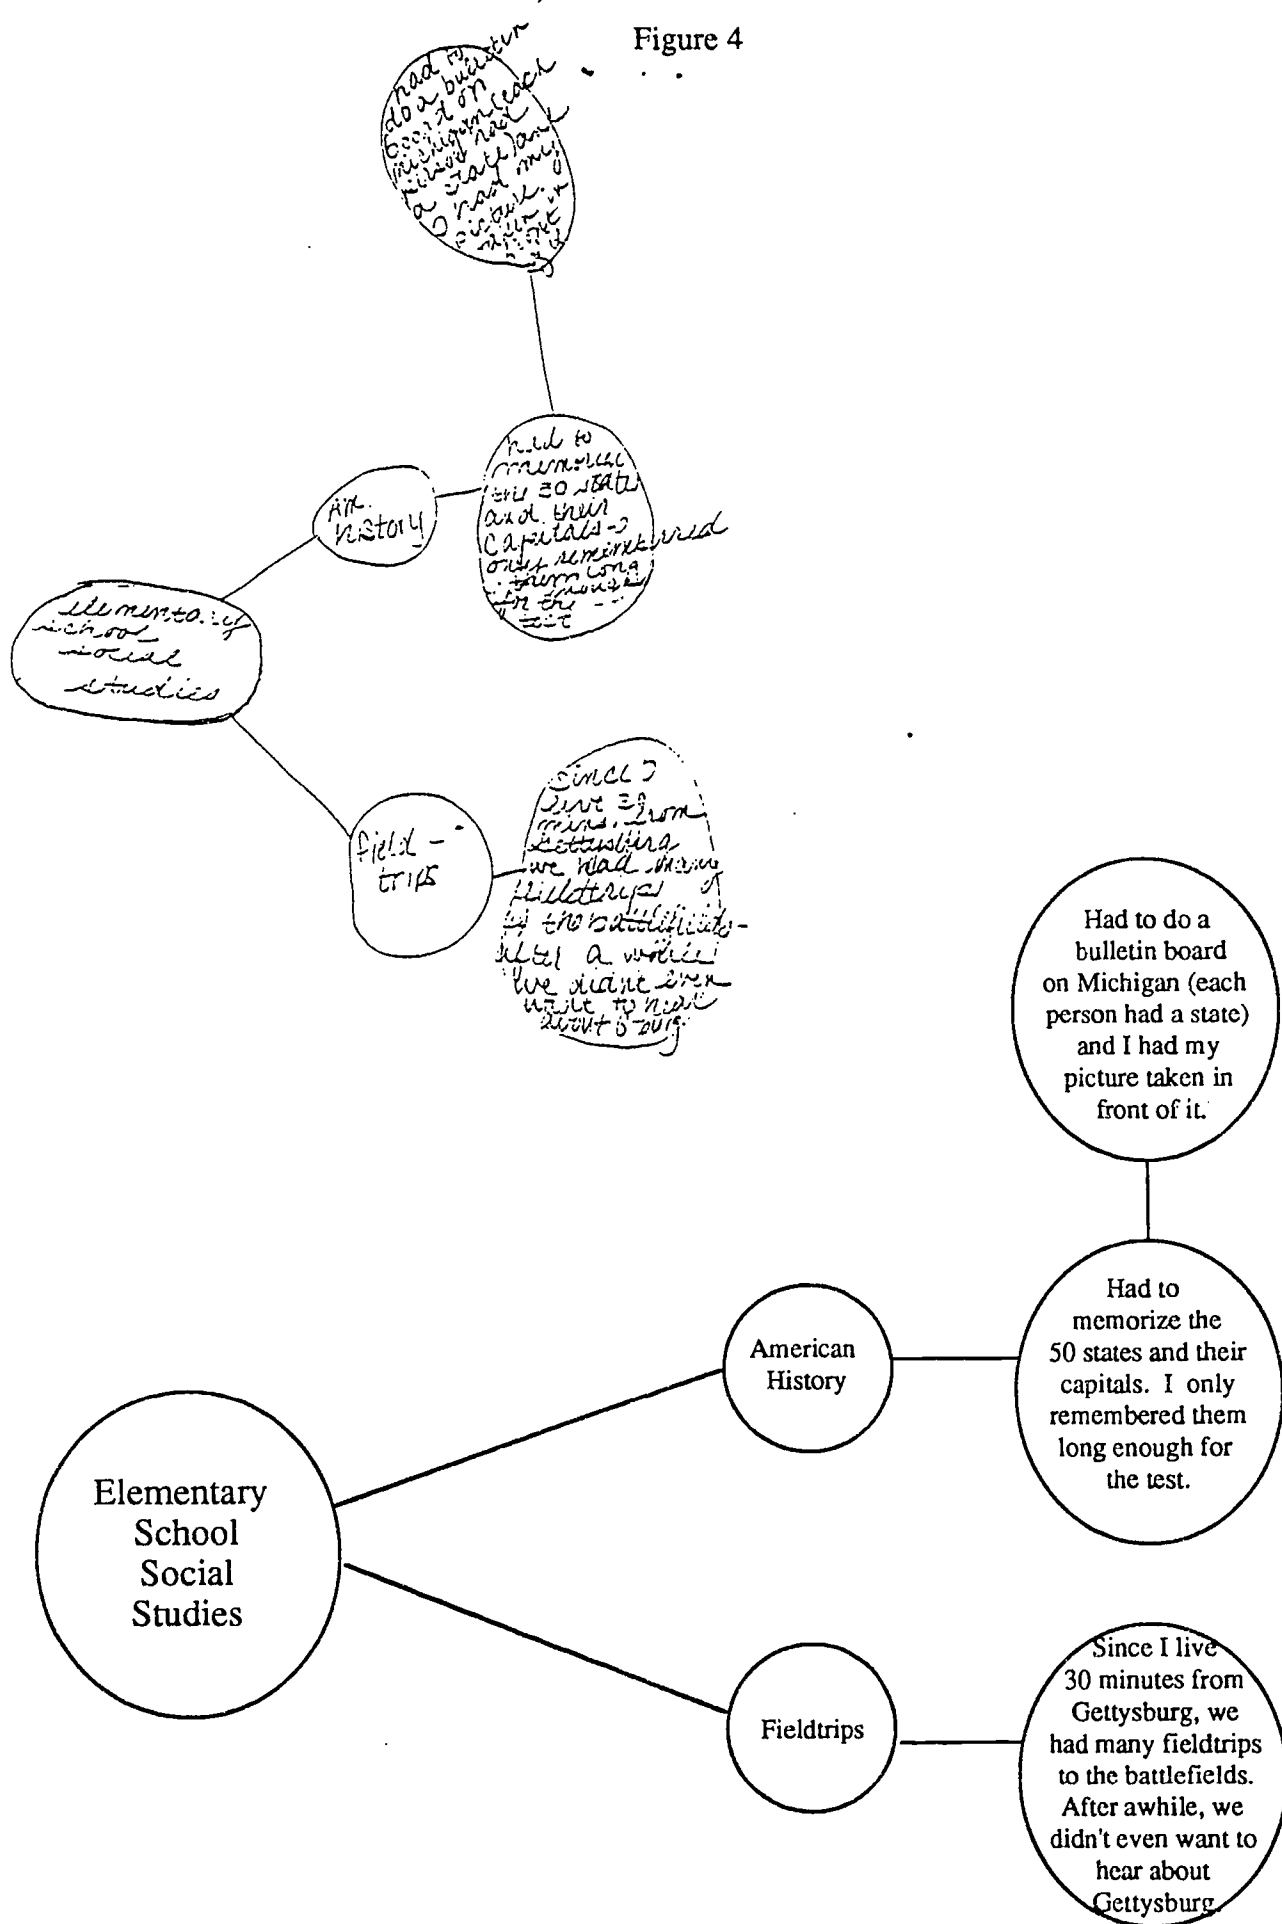 Figure 4
had to
do a bulletin
board on
Michigan (each
person had
a state) and
I had my
picture
had to
memorize
the 50 states
and their
capitals - I
only remembered
them long
enough
for the
test
Am.
history
elementary
school
social
studies
field -
trips
Since I
live 30
mins. from
Gettysburg
we had many
fieldtrips
to the battlefields -
after a while
we didn't even
want to hear
about G-burg.
Had to do a
bulletin board
on Michigan (each
person had a state)
and I had my
picture taken in
front of it.
American
History
Had to
memorize the
50 states and their
capitals. I only
remembered them
long enough for
the test.
Elementary
School
Social
Studies
Fieldtrips
Since I live
30 minutes from
Gettysburg, we
had many fieldtrips
to the battlefields.
After awhile, we
didn't even want to
hear about
Gettysburg.